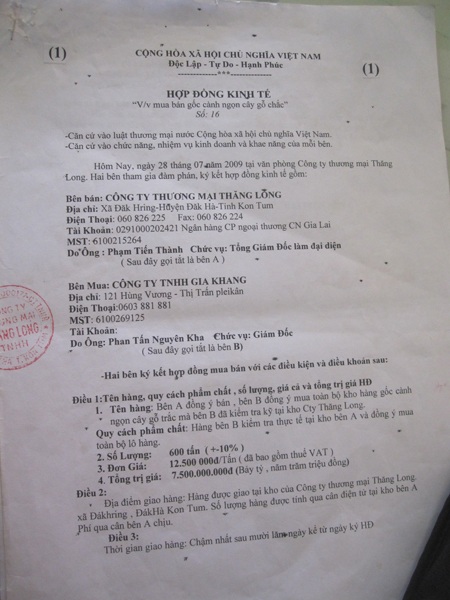 (1)
CỘNG HÒA XÃ HỘI CHỦ NGHĨA VIỆT NAM
Độc Lập - Tự Do - Hạnh Phúc
-------------***-------------
(1)
HỢP ĐỒNG KINH TẾ
"V/v mua bán gốc cành ngọn cây gỗ chắc"
Số: 16
-Căn cứ vào luật thương mại nước Cộng hòa xã hội chủ nghĩa Việt Nam.
-Căn cứ vào chức năng, nhiệm vụ kinh doanh và khae năng của mỗi bên.
Hôm Nay, ngày 28 tháng 07 năm 2009 tại văn phòng Công ty thương mại Thăng
Long. Hai bên tham gia đàm phán, ký kết hợp đồng kinh tế gồm:
Bên bán: CÔNG TY THƯƠNG MẠI THĂNG LONG
Địa chỉ: Xã Đăk Hring-Huyện Đăk Hà-Tỉnh Kon Tum
Điện Thoại: 060 826 225 Fax: 060 826 224
Tài Khoản: 0291000202421 Ngân hàng CP ngoại thương CN Gia Lai
MST: 6100215264
Do Ông : Phạm Tiến Thành Chức vụ: Tổng Giám Đốc làm đại diện
( Sau đây gọi tắt là bên A )
Bên Mua: CÔNG TY TNHH GIA KHANG
Địa chỉ: 121 Hùng Vương - Thị Trấn pleikân
Điện Thoại:0603 881 881
MST: 6100269125
Tài Khoản:
Do Ông: Phan Tấn Nguyên Kha Chức vụ: Giám Đốc
( Sau đây gọi tắt là bên B)
-Hai bên ký kết hợp đồng mua bán với các điều kiện và điều khoản sau:
Điều 1:Tên hàng, quy cách phẩm chất , số lượng, giá cả và tổng trị giá HĐ
1. Tên hàng: Bên A đồng ý bán , bên B đồng ý mua toàn bộ kho hàng gốc cành
ngọn cây gỗ trắc mà bên B đã kiểm tra kỹ tại kho Cty Thăng Long.
Quy cách phẩm chất: Hàng bên B kiểm tra thực tế tại kho bên A và đồng ý mua
toàn bộ lô hàng.
2. Số Lượng: 600 tấn ( +-10% )
3. Đơn Giá: 12.500 000đ/Tấn ( đã bao gồm thuế VAT )
4. Tổng trị giá: 7.500.000.000đ (Bảy tỷ , năm trăm triệu đồng)
Điều 2:
Địa điểm giao hàng: Hàng được giao tại kho của Công ty thương mại Thăng Long.
xã Đăkhring , ĐăkHà Kon Tum. Số lượng hàng được tính qua cân điện tử tại kho bên A
Phí qua cân bên A chịu.
Điều 3:
Thời gian giao hàng: Chậm nhất sau mười lăm ngày kể từ ngày ký HĐ